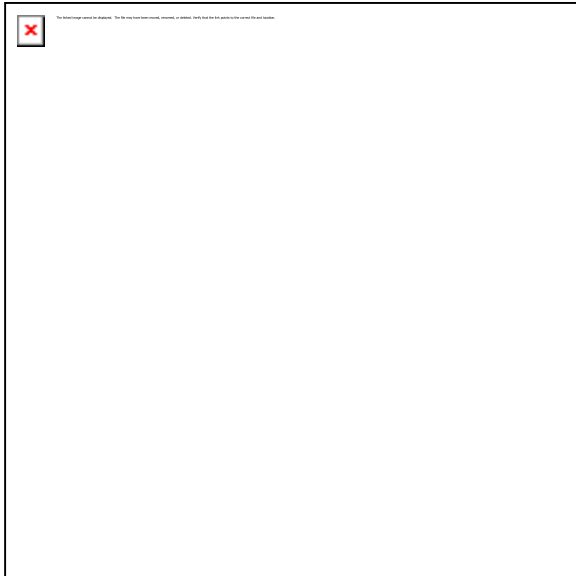 The linked image cannot be displayed.  The file may have been moved, renamed, or deleted. Verify that the link points to the correct file and location.